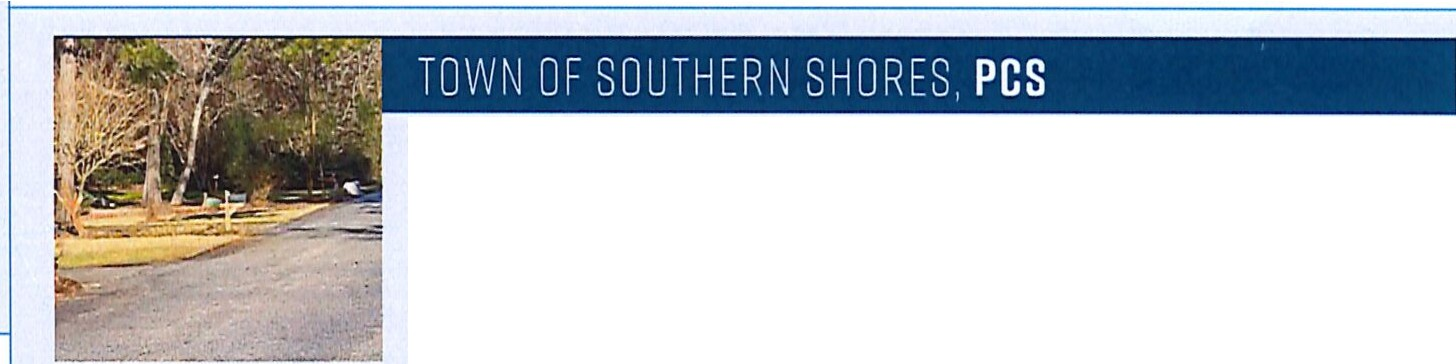 TOWN OF SOUTHERN SHORES, PCS